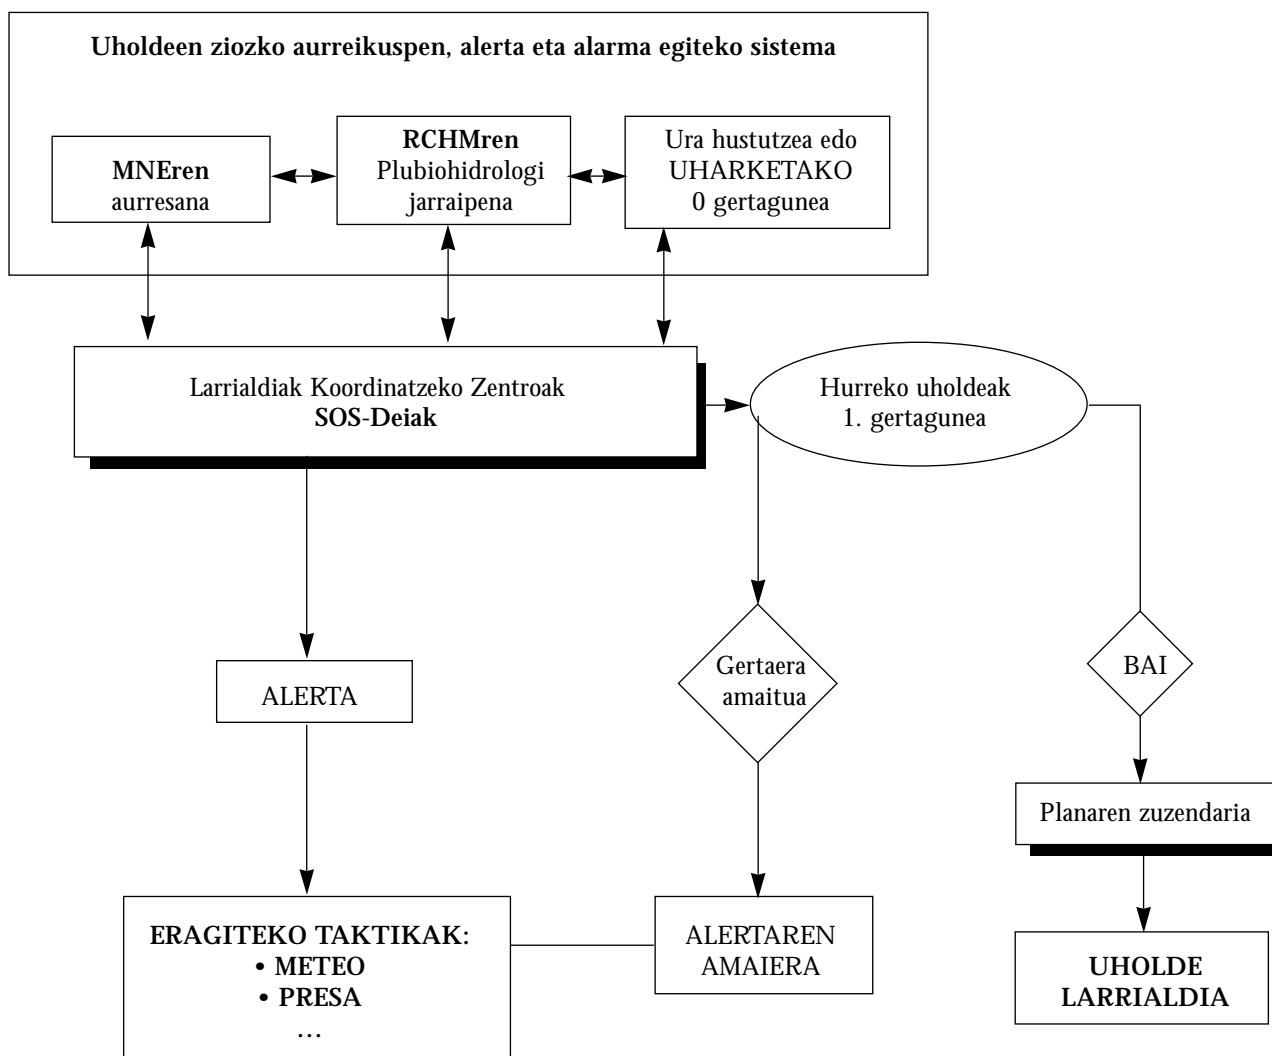 Uholdeen ziozko aurreikuspen, alerta eta alarma egiteko sistema
MNEren
aurresana
RCHMren
Plubiohidrologi
jarraipena
Ura hustutzea edo
UHARKETAKO
0 gertagunea
Larrialdiak Koordinatzeko Zentroak
SOS-Deiak
Hurreko uholdeak
1. gertagunea
ALERTA
Gertaera
amaitua
BAI
Planaren zuzendaria
ERAGITEKO TAKTIKAK:
• METEO
• PRESA
...
ALERTAREN
AMAIERA
UHOLDE
LARRIALDIA